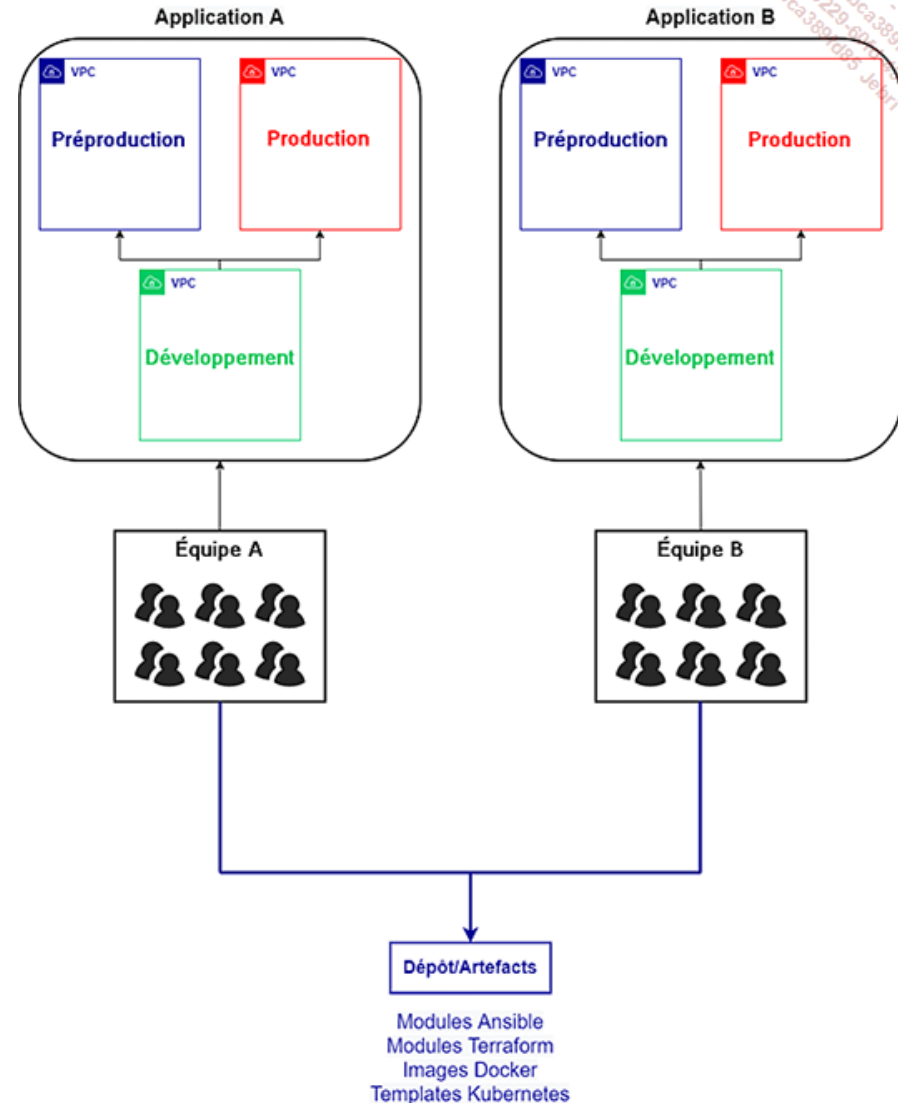 Application A
Application B
VPC
VPC
VPC
VPC
Préproduction
Production
Préproduction
Production
VPC
VPC
Développement
Développement
Équipe A
Équipe B
Dépôt/Artefacts
Modules Ansible
Modules Terraform
Images Docker
Templates Kubernetes